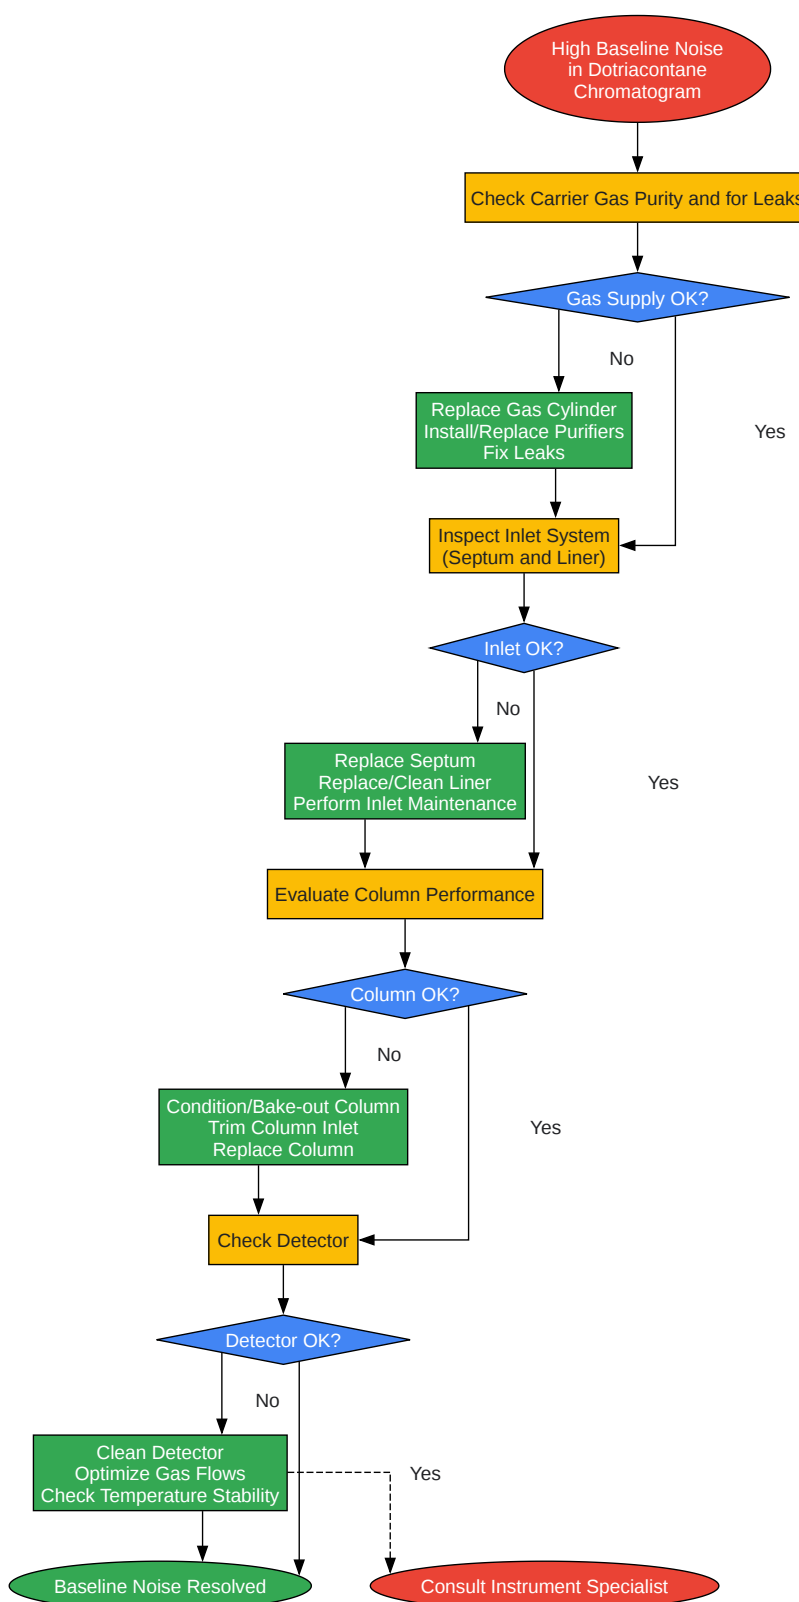 High Baseline Noise
in Dotriacontane
Chromatogram
Check Carrier Gas Purity and for Leaks
Gas Supply OK?
No
Yes
Replace Gas Cylinder
Install/Replace Purifiers
Fix Leaks
Inspect Inlet System
(Septum and Liner)
Inlet OK?
No
Yes
Replace Septum
Replace/Clean Liner
Perform Inlet Maintenance
Evaluate Column Performance
Column OK?
No
Yes
Condition/Bake-out Column
Trim Column Inlet
Replace Column
Check Detector
Detector OK?
No
Yes
Clean Detector
Optimize Gas Flows
Check Temperature Stability
Baseline Noise Resolved
Consult Instrument Specialist